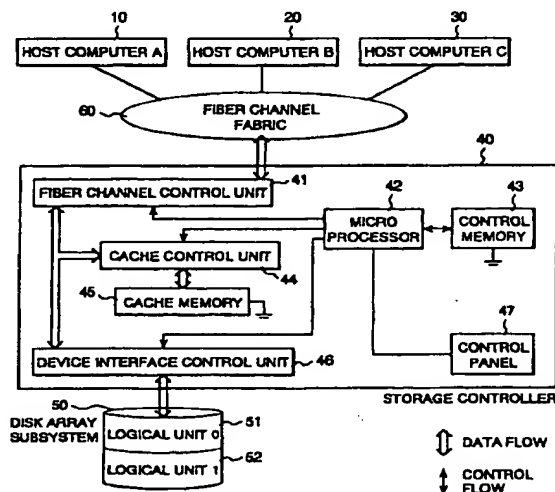 10
20
30
HOST COMPUTER A
HOST COMPUTER B
HOST COMPUTER C
60
FIBER CHANNEL
FABRIC
40
41
FIBER CHANNEL CONTROL UNIT
42
43
MICRO
PROCESSOR
CONTROL
MEMORY
CACHE CONTROL UNIT
44
45
CACHE MEMORY
47
CONTROL
PANEL
DEVICE INTERFACE CONTROL UNIT
46
STORAGE CONTROLLER
50
DISK ARRAY
SUBSYSTEM
51
LOGICAL UNIT 0
52
LOGICAL UNIT 1
DATA FLOW
CONTROL
FLOW